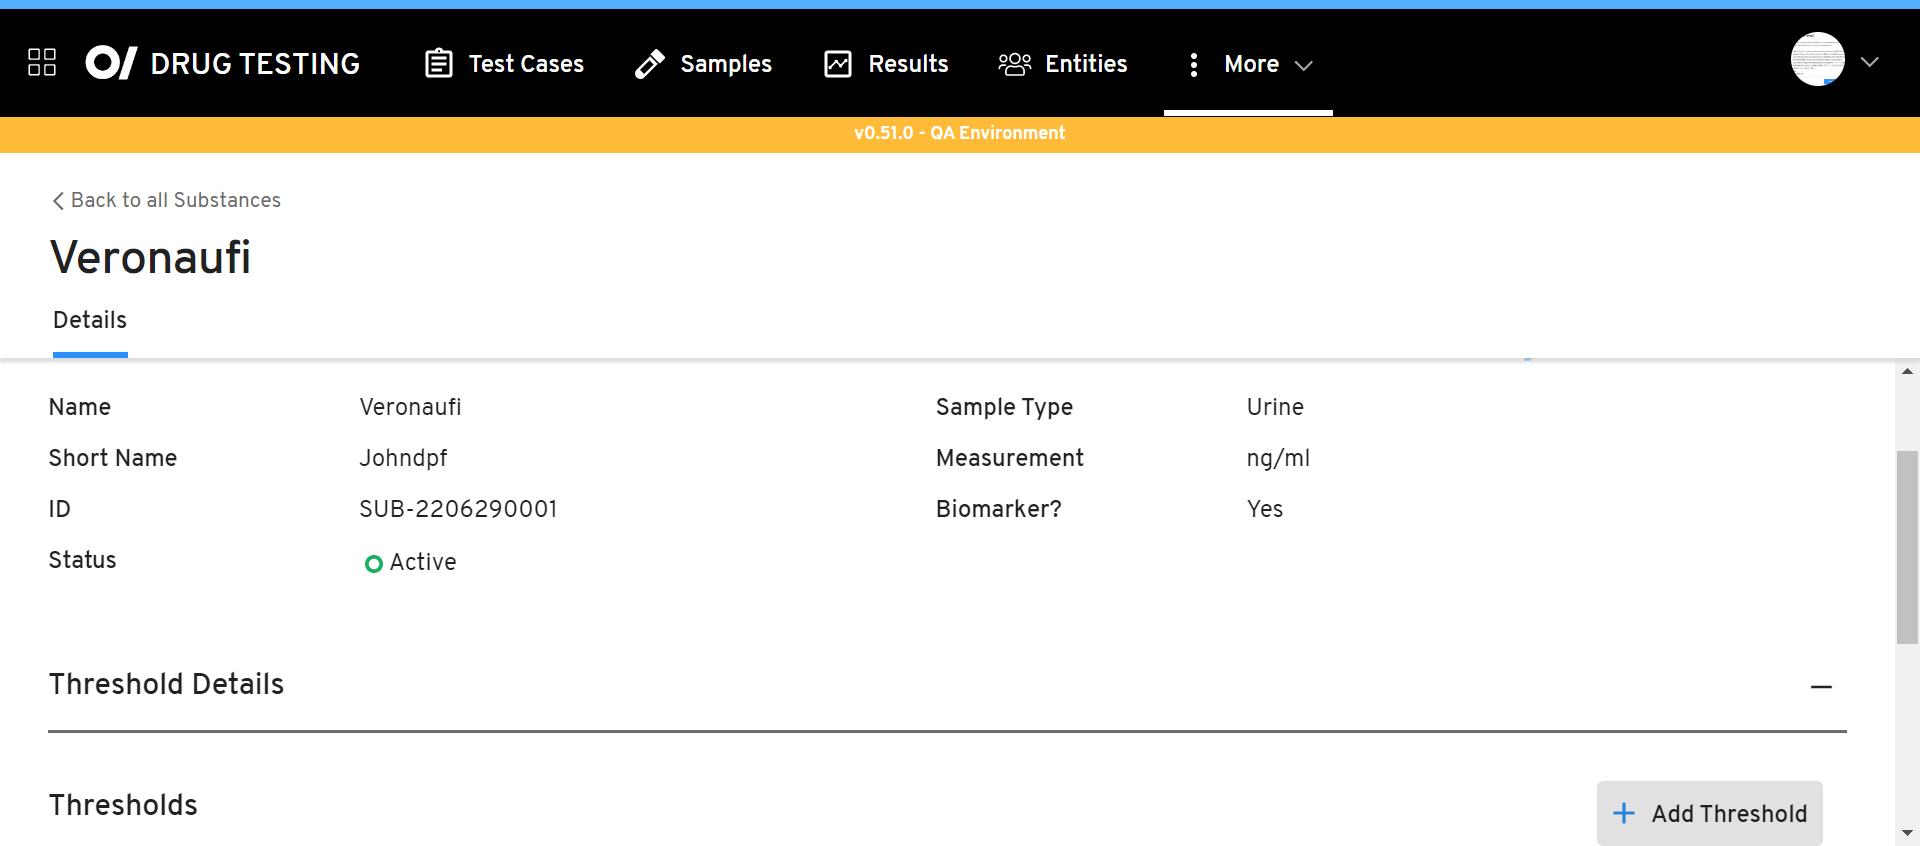 DRUG TESTING Test Cases Samples Results Entities More
v0.51.0 - QA Environment
Back to all Substances
Veronaufi
Details
Name Veronaufi Sample Type Urine
Short Name Johndpf Measurement ng/ml
ID SUB-2206290001 Biomarker? Yes
Status Active
Threshold Details
Thresholds
Add Threshold